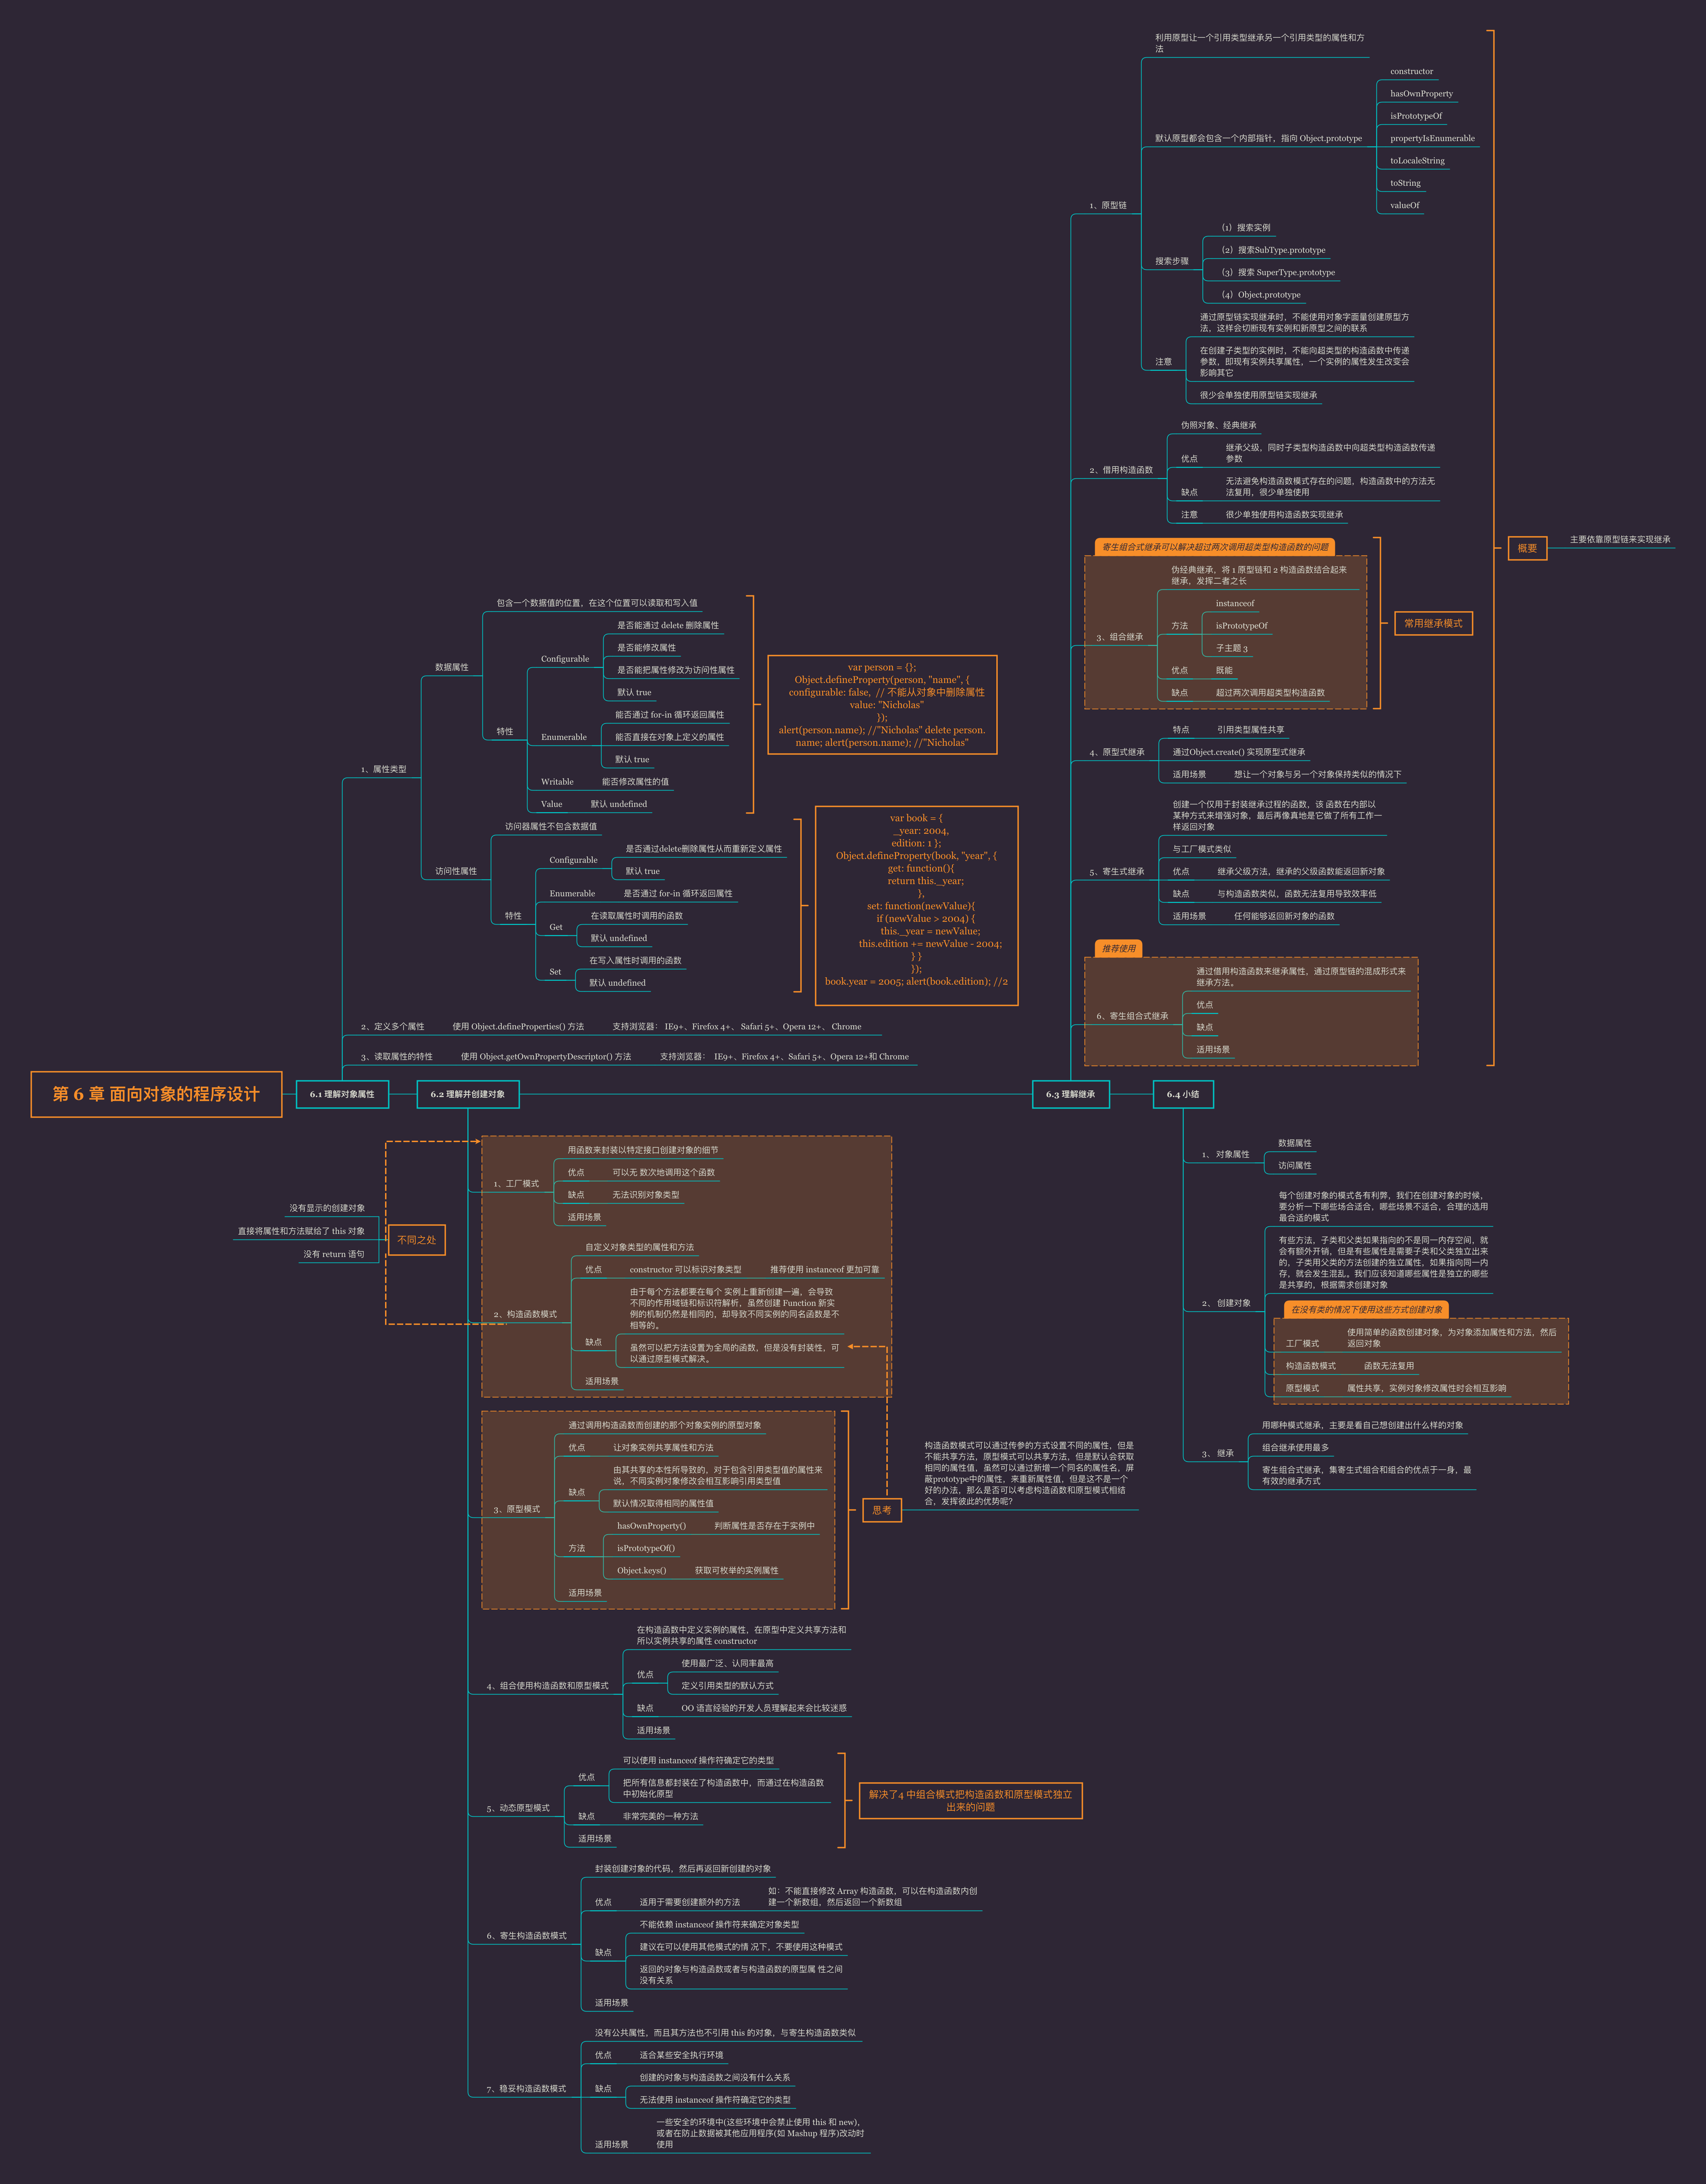 第 6 章 面向对象的程序设计
6.1 理解对象属性
1、属性类型
数据属性
包含一个数据值的位置，在这个位置可以读取和写入值
特性
Configurable
是否能通过 delete 删除属性
是否能修改属性
是否能把属性修改为访问性属性
默认 true
Enumerable
能否通过 for-in 循环返回属性
能否直接在对象上定义的属性
默认 true
Writable
能否修改属性的值
Value
默认 undefined
var person = {};
Object.defineProperty(person, "name", {
configurable: false, // 不能从对象中删除属性
value: "Nicholas"
});
alert(person.name); //"Nicholas" delete person.
name; alert(person.name); //"Nicholas"
访问性属性
访问器属性不包含数据值
特性
Configurable
是否通过delete删除属性从而重新定义属性
默认 true
Enumerable
是否通过 for-in 循环返回属性
Get
在读取属性时调用的函数
默认 undefined
Set
在写入属性时调用的函数
默认 undefined
var book = {
_year: 2004,
edition: 1 };
Object.defineProperty(book, "year", {
get: function(){
return this._year;
},
set: function(newValue){
if (newValue > 2004) {
this._year = newValue;
this.edition += newValue - 2004;
} }
});
book.year = 2005; alert(book.edition); //2
2、定义多个属性
使用 Object.defineProperties() 方法
支持浏览器： IE9+、Firefox 4+、 Safari 5+、Opera 12+、 Chrome
3、读取属性的特性
使用 Object.getOwnPropertyDescriptor() 方法
支持浏览器： IE9+、Firefox 4+、Safari 5+、Opera 12+和 Chrome
6.2 理解并创建对象
1、工厂模式
用函数来封装以特定接口创建对象的细节
优点
可以无 数次地调用这个函数
缺点
无法识别对象类型
适用场景
不同之处
没有显示的创建对象
直接将属性和方法赋给了 this 对象
没有 return 语句
2、构造函数模式
自定义对象类型的属性和方法
优点
constructor 可以标识对象类型
推荐使用 instanceof 更加可靠
缺点
由于每个方法都要在每个 实例上重新创建一遍，会导致
不同的作用域链和标识符解析，虽然创建 Function 新实
例的机制仍然是相同的，却导致不同实例的同名函数是不
相等的。
虽然可以把方法设置为全局的函数，但是没有封装性，可
以通过原型模式解决。
适用场景
3、原型模式
通过调用构造函数而创建的那个对象实例的原型对象
优点
让对象实例共享属性和方法
缺点
由其共享的本性所导致的，对于包含引用类型值的属性来
说，不同实例对象修改会相互影响引用类型值
默认情况取得相同的属性值
方法
hasOwnProperty()
判断属性是否存在于实例中
isPrototypeOf()
Object.keys()
获取可枚举的实例属性
适用场景
思考
构造函数模式可以通过传参的方式设置不同的属性，但是
不能共享方法，原型模式可以共享方法，但是默认会获取
相同的属性值，虽然可以通过新增一个同名的属性名，屏
蔽prototype中的属性，来重新属性值，但是这不是一个
好的办法，那么是否可以考虑构造函数和原型模式相结
合，发挥彼此的优势呢？
4、组合使用构造函数和原型模式
在构造函数中定义实例的属性，在原型中定义共享方法和
所以实例共享的属性 constructor
优点
使用最广泛、认同率最高
定义引用类型的默认方式
缺点
OO 语言经验的开发人员理解起来会比较迷惑
适用场景
5、动态原型模式
优点
可以使用 instanceof 操作符确定它的类型
把所有信息都封装在了构造函数中，而通过在构造函数
中初始化原型
缺点
非常完美的一种方法
适用场景
解决了4 中组合模式把构造函数和原型模式独立
出来的问题
6、寄生构造函数模式
封装创建对象的代码，然后再返回新创建的对象
优点
适用于需要创建额外的方法
如：不能直接修改 Array 构造函数，可以在构造函数内创
建一个新数组，然后返回一个新数组
缺点
不能依赖 instanceof 操作符来确定对象类型
建议在可以使用其他模式的情 况下，不要使用这种模式
返回的对象与构造函数或者与构造函数的原型属 性之间
没有关系
适用场景
7、稳妥构造函数模式
没有公共属性，而且其方法也不引用 this 的对象，与寄生构造函数类似
优点
适合某些安全执行环境
缺点
创建的对象与构造函数之间没有什么关系
无法使用 instanceof 操作符确定它的类型
适用场景
一些安全的环境中(这些环境中会禁止使用 this 和 new)，
或者在防止数据被其他应用程序(如 Mashup 程序)改动时
使用
6.3 理解继承
1、原型链
利用原型让一个引用类型继承另一个引用类型的属性和方
法
默认原型都会包含一个内部指针，指向 Object.prototype
constructor
hasOwnProperty
isPrototypeOf
propertyIsEnumerable
toLocaleString
toString
valueOf
搜索步骤
（1）搜索实例
（2）搜索SubType.prototype
（3）搜索 SuperType.prototype
（4）Object.prototype
注意
通过原型链实现继承时，不能使用对象字面量创建原型方
法，这样会切断现有实例和新原型之间的联系
在创建子类型的实例时，不能向超类型的构造函数中传递
参数，即现有实例共享属性，一个实例的属性发生改变会
影响其它
很少会单独使用原型链实现继承
2、借用构造函数
伪照对象、经典继承
优点
继承父级，同时子类型构造函数中向超类型构造函数传递
参数
缺点
无法避免构造函数模式存在的问题，构造函数中的方法无
法复用，很少单独使用
注意
很少单独使用构造函数实现继承
寄生组合式继承可以解决超过两次调用超类型构造函数的问题
3、组合继承
伪经典继承，将 1 原型链和 2 构造函数结合起来
继承，发挥二者之长
方法
instanceof
isPrototypeOf
子主题 3
优点
既能
缺点
超过两次调用超类型构造函数
常用继承模式
4、原型式继承
特点
引用类型属性共享
通过Object.create() 实现原型式继承
适用场景
想让一个对象与另一个对象保持类似的情况下
5、寄生式继承
创建一个仅用于封装继承过程的函数，该 函数在内部以
某种方式来增强对象，最后再像真地是它做了所有工作一
样返回对象
与工厂模式类似
优点
继承父级方法，继承的父级函数能返回新对象
缺点
与构造函数类似，函数无法复用导致效率低
适用场景
任何能够返回新对象的函数
推荐使用
6、寄生组合式继承
通过借用构造函数来继承属性，通过原型链的混成形式来
继承方法。
优点
缺点
适用场景
概要
主要依靠原型链来实现继承
6.4 小结
1、 对象属性
数据属性
访问属性
2、 创建对象
每个创建对象的模式各有利弊，我们在创建对象的时候，
要分析一下哪些场合适合，哪些场景不适合，合理的选用
最合适的模式
有些方法，子类和父类如果指向的不是同一内存空间，就
会有额外开销，但是有些属性是需要子类和父类独立出来
的，子类用父类的方法创建的独立属性，如果指向同一内
存，就会发生混乱。我们应该知道哪些属性是独立的哪些
是共享的，根据需求创建对象
在没有类的情况下使用这些方式创建对象
工厂模式
使用简单的函数创建对象，为对象添加属性和方法，然后
返回对象
构造函数模式
函数无法复用
原型模式
属性共享，实例对象修改属性时会相互影响
3、 继承
用哪种模式继承，主要是看自己想创建出什么样的对象
组合继承使用最多
寄生组合式继承，集寄生式组合和组合的优点于一身，最
有效的继承方式